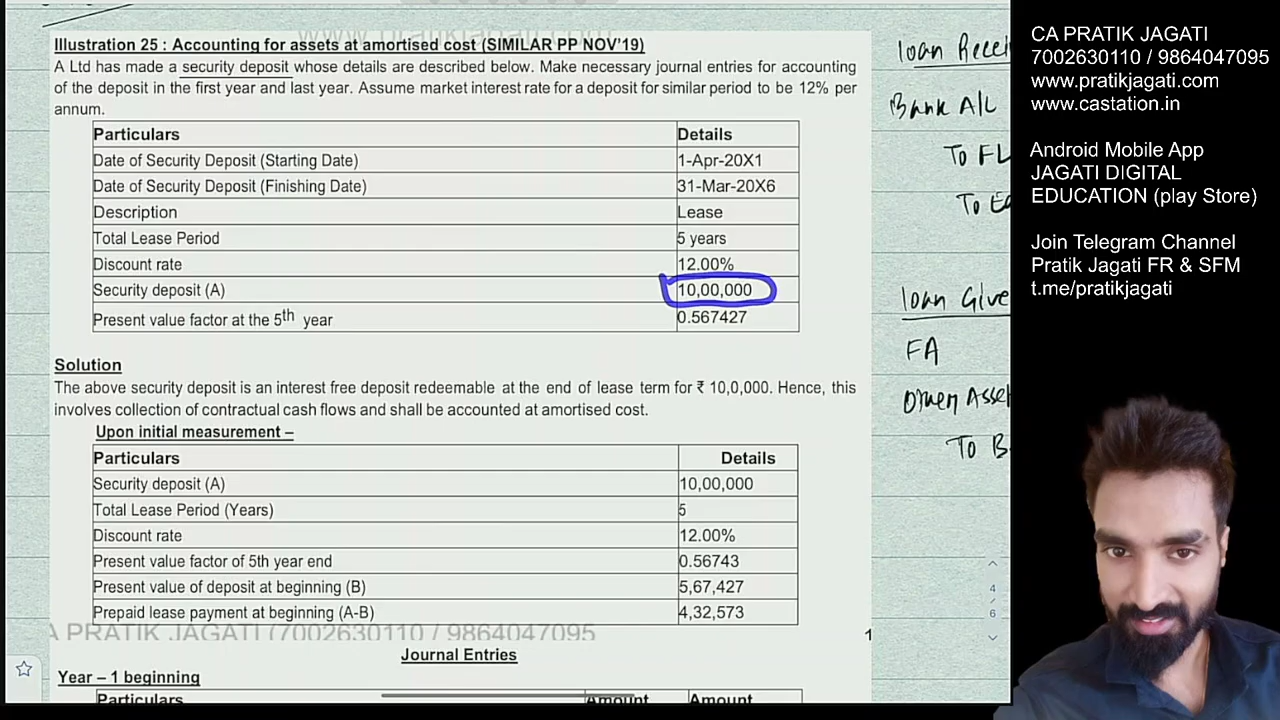 www.pratikjagati.com
Illustration 25 : Accounting for assets at amortised cost (SIMILAR PP NOV'19)
A Ltd has made a security deposit whose details are described below. Make necessary journal entries for accounting
of the deposit in the first year and last year. Assume market interest rate for a deposit for similar period to be 12% per
annum.
Particulars Details
Date of Security Deposit (Starting Date) 1-Apr-20X1
Date of Security Deposit (Finishing Date) 31-Mar-20X6
Description Lease
Total Lease Period 5 years
Discount rate 12.00%
Security deposit (A) 10,00,000
Present value factor at the 5th year 0.567427
Solution
The above security deposit is an interest free deposit redeemable at the end of lease term for ₹ 10,0,000. Hence, this
involves collection of contractual cash flows and shall be accounted at amortised cost.
Upon initial measurement –
Particulars Details
Security deposit (A) 10,00,000
Total Lease Period (Years) 5
Discount rate 12.00%
Present value factor of 5th year end 0.56743
Present value of deposit at beginning (B) 5,67,427
Prepaid lease payment at beginning (A-B) 4,32,573
A PRATIK JAGATI (7002630110 / 9864047095
1
Journal Entries
Year – 1 beginning
Particulars Amount Amount
loan Recei
Bank A/L
To FL
To
loan Give
FA
Other Asse
To B
4
6
CA PRATIK JAGATI
7002630110 / 9864047095
www.pratikjagati.com
www.castation.in
Android Mobile App
JAGATI DIGITAL
EDUCATION (play Store)
Join Telegram Channel
Pratik Jagati FR & SFM
t.me/pratikjagati